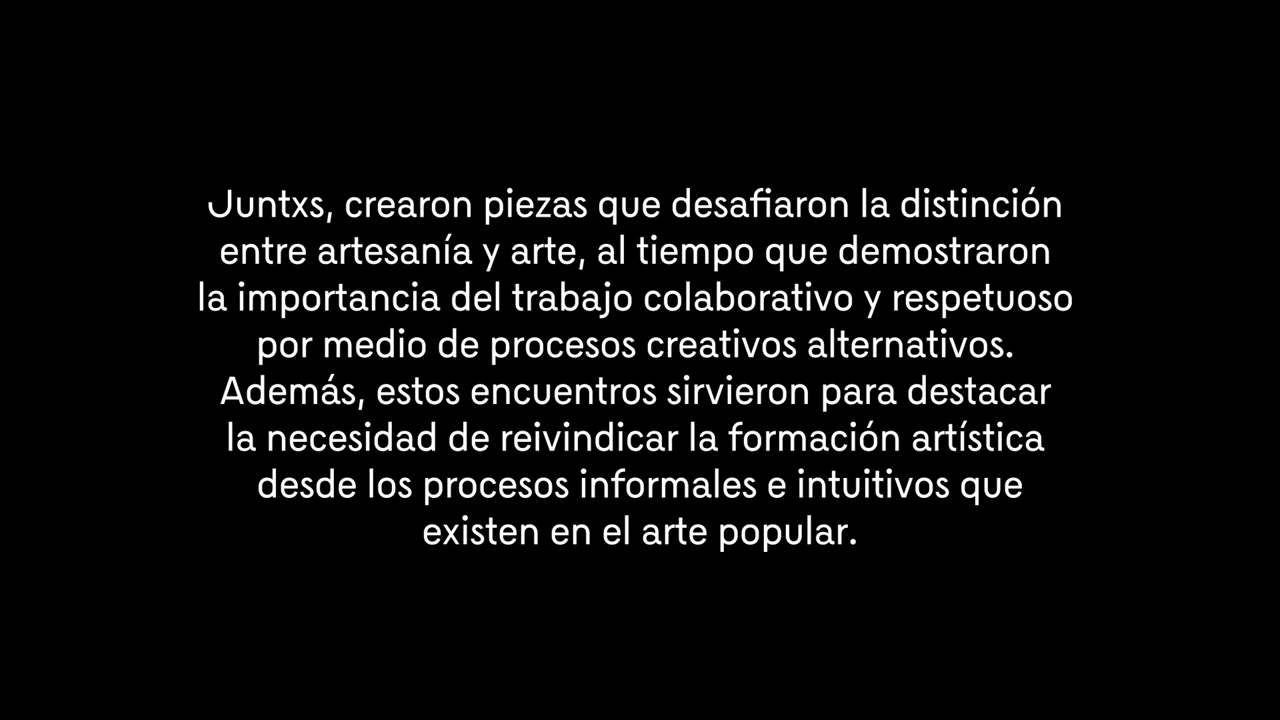 Juntxs, crearon piezas que desafiaron la distinción
entre artesanía y arte, al tiempo que demostraron
la importancia del trabajo colaborativo y respetuoso
por medio de procesos creativos alternativos.
Además, estos encuentros sirvieron para destacar
la necesidad de reivindicar la formación artística
desde los procesos informales e intuitivos que
existen en el arte popular.